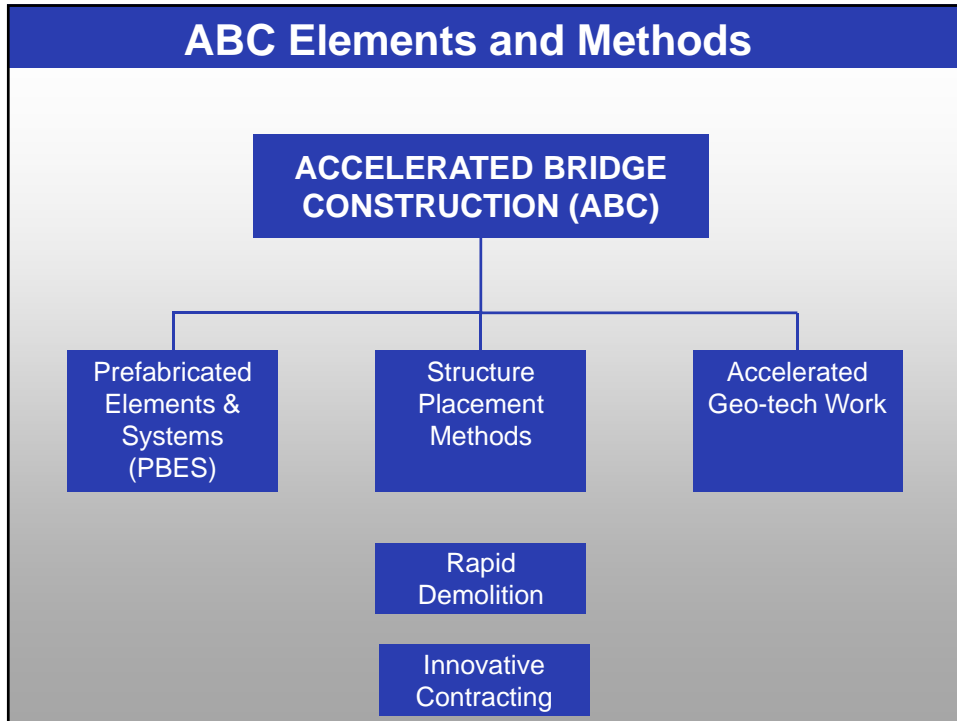 ABC Elements and Methods
ACCELERATED BRIDGE
CONSTRUCTION (ABC)
Prefabricated
Elements &
Systems
(PBES)
Structure
Placement
Methods
Accelerated
Geo-tech Work
Rapid
Demolition
Innovative
Contracting